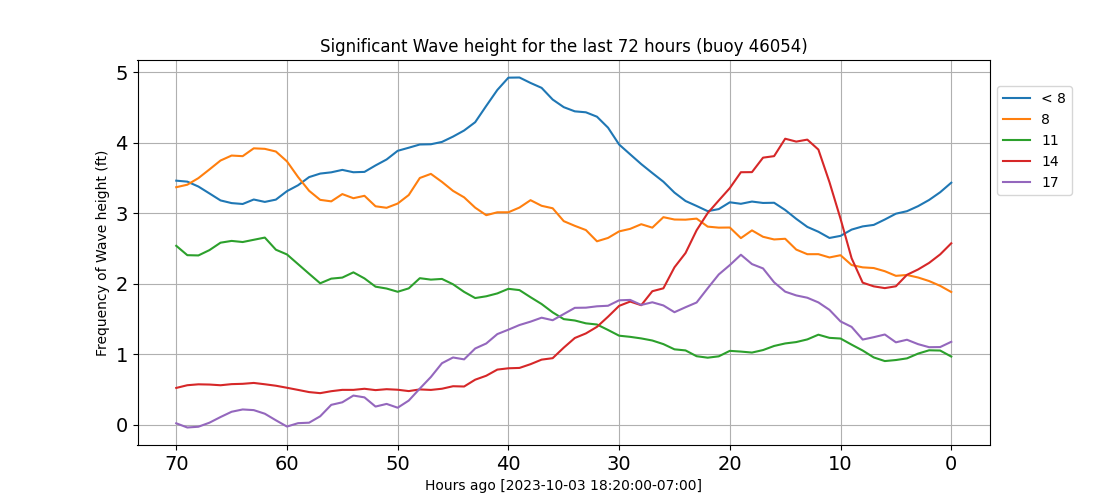 Significant Wave height for the last 72 hours (buoy 46054)
Frequency of Wave height (ft)
5
4
3
2
1
0
70 60 50 40 30 20 10 0
Hours ago [2023-10-03 18:20:00-07:00]
< 8
8
11
14
17